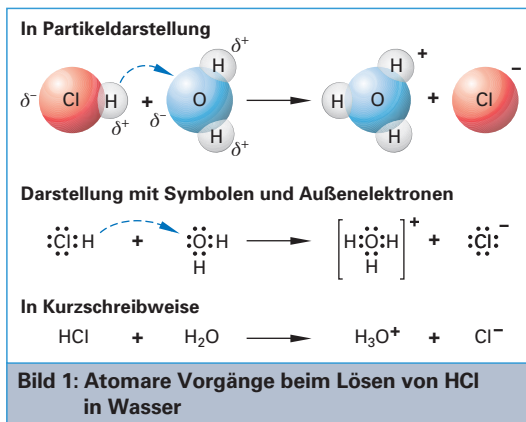 In Partikeldarstellung
δ⁻ Cl H δ⁺ + δ⁻ O H δ⁺ H δ⁺ → H O H H + + Cl −
Darstellung mit Symbolen und Außenelektronen
:Cl:H + :O:H H → [H:O:H H]⁺ + :Cl:⁻
In Kurzschreibweise
HCl + H₂O → H₃O⁺ + Cl⁻
Bild 1: Atomare Vorgänge beim Lösen von HCl
in Wasser